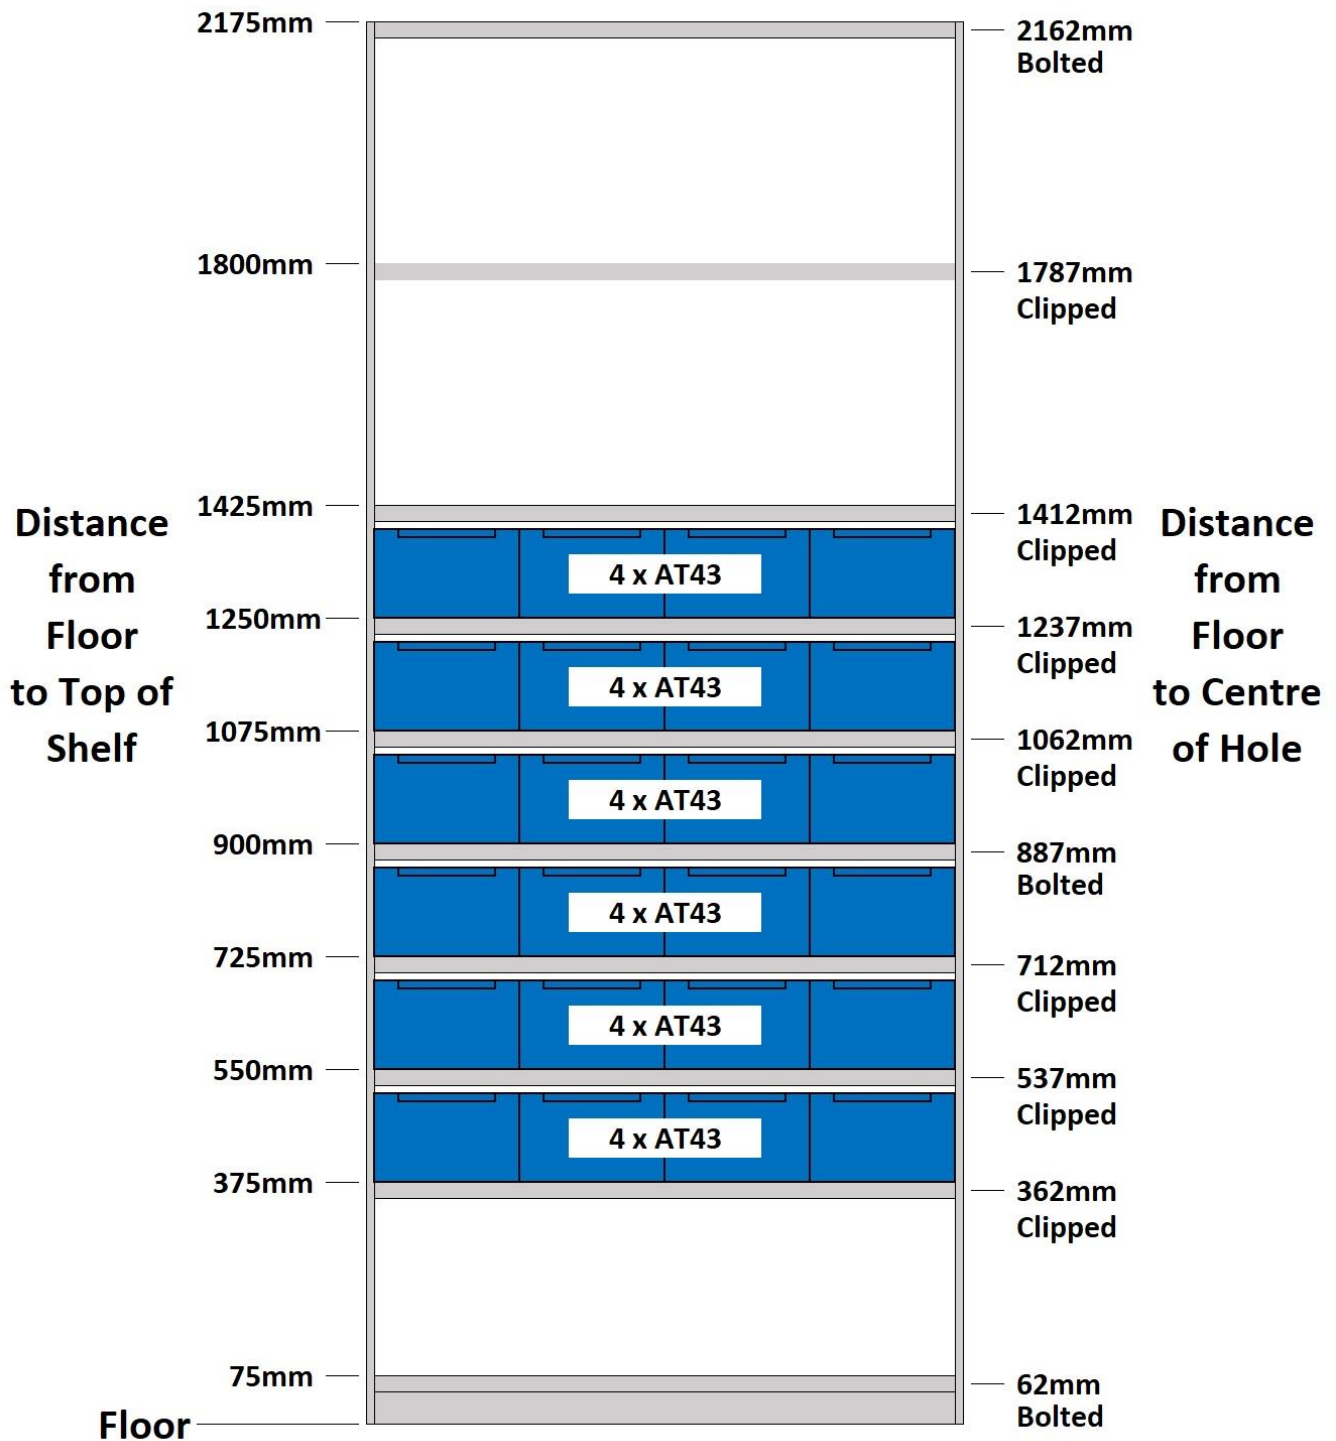 2175mm
2162mm
Bolted
1800mm
1787mm
Clipped
Distance
from
Floor
to Top of
Shelf
1425mm
1412mm
Clipped
Distance
from
Floor
to Centre
of Hole
4 x AT43
1250mm
1237mm
Clipped
4 x AT43
1075mm
1062mm
Clipped
4 x AT43
900mm
887mm
Bolted
4 x AT43
725mm
712mm
Clipped
4 x AT43
550mm
537mm
Clipped
4 x AT43
375mm
362mm
Clipped
75mm
62mm
Bolted
Floor